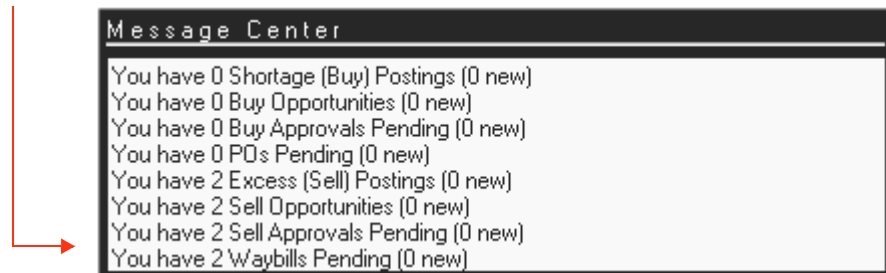 Message Center
You have 0 Shortage (Buy) Postings (0 new)
You have 0 Buy Opportunities (0 new)
You have 0 Buy Approvals Pending (0 new)
You have 0 POs Pending (0 new)
You have 2 Excess (Sell) Postings (0 new)
You have 2 Sell Opportunities (0 new)
You have 2 Sell Approvals Pending (0 new)
You have 2 Waybills Pending (0 new)